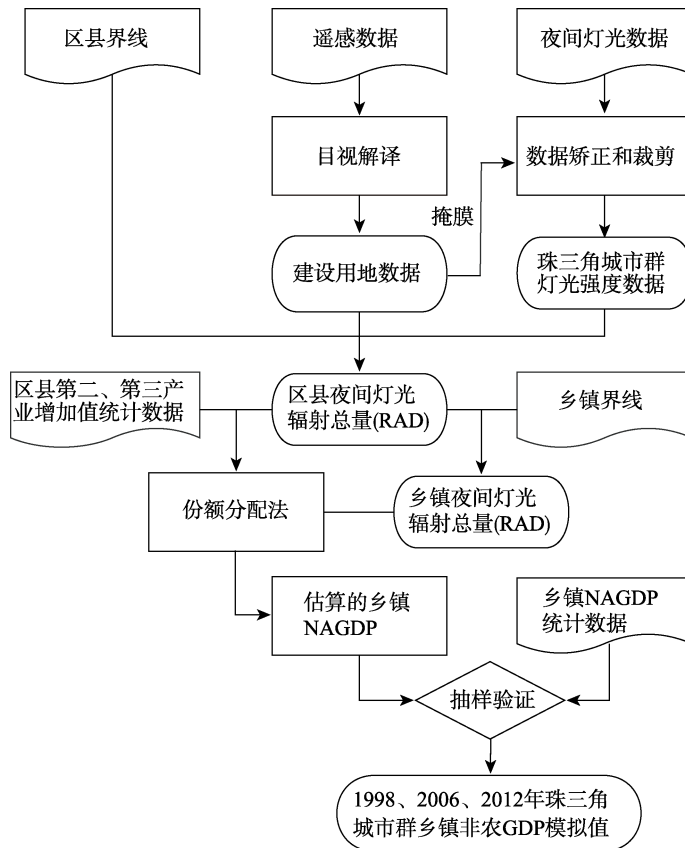 区县界线
遥感数据
夜间灯光数据
目视解译
数据矫正和裁剪
掩膜
建设用地数据
珠三角城市群
灯光强度数据
区县第二、第三产
业增加值统计数据
区县夜间灯光
辐射总量(RAD)
乡镇界线
份额分配法
乡镇夜间灯光
辐射总量(RAD)
估算的乡镇
NAGDP
乡镇NAGDP
统计数据
抽样验证
1998、2006、2012年珠三角
城市群乡镇非农GDP模拟值